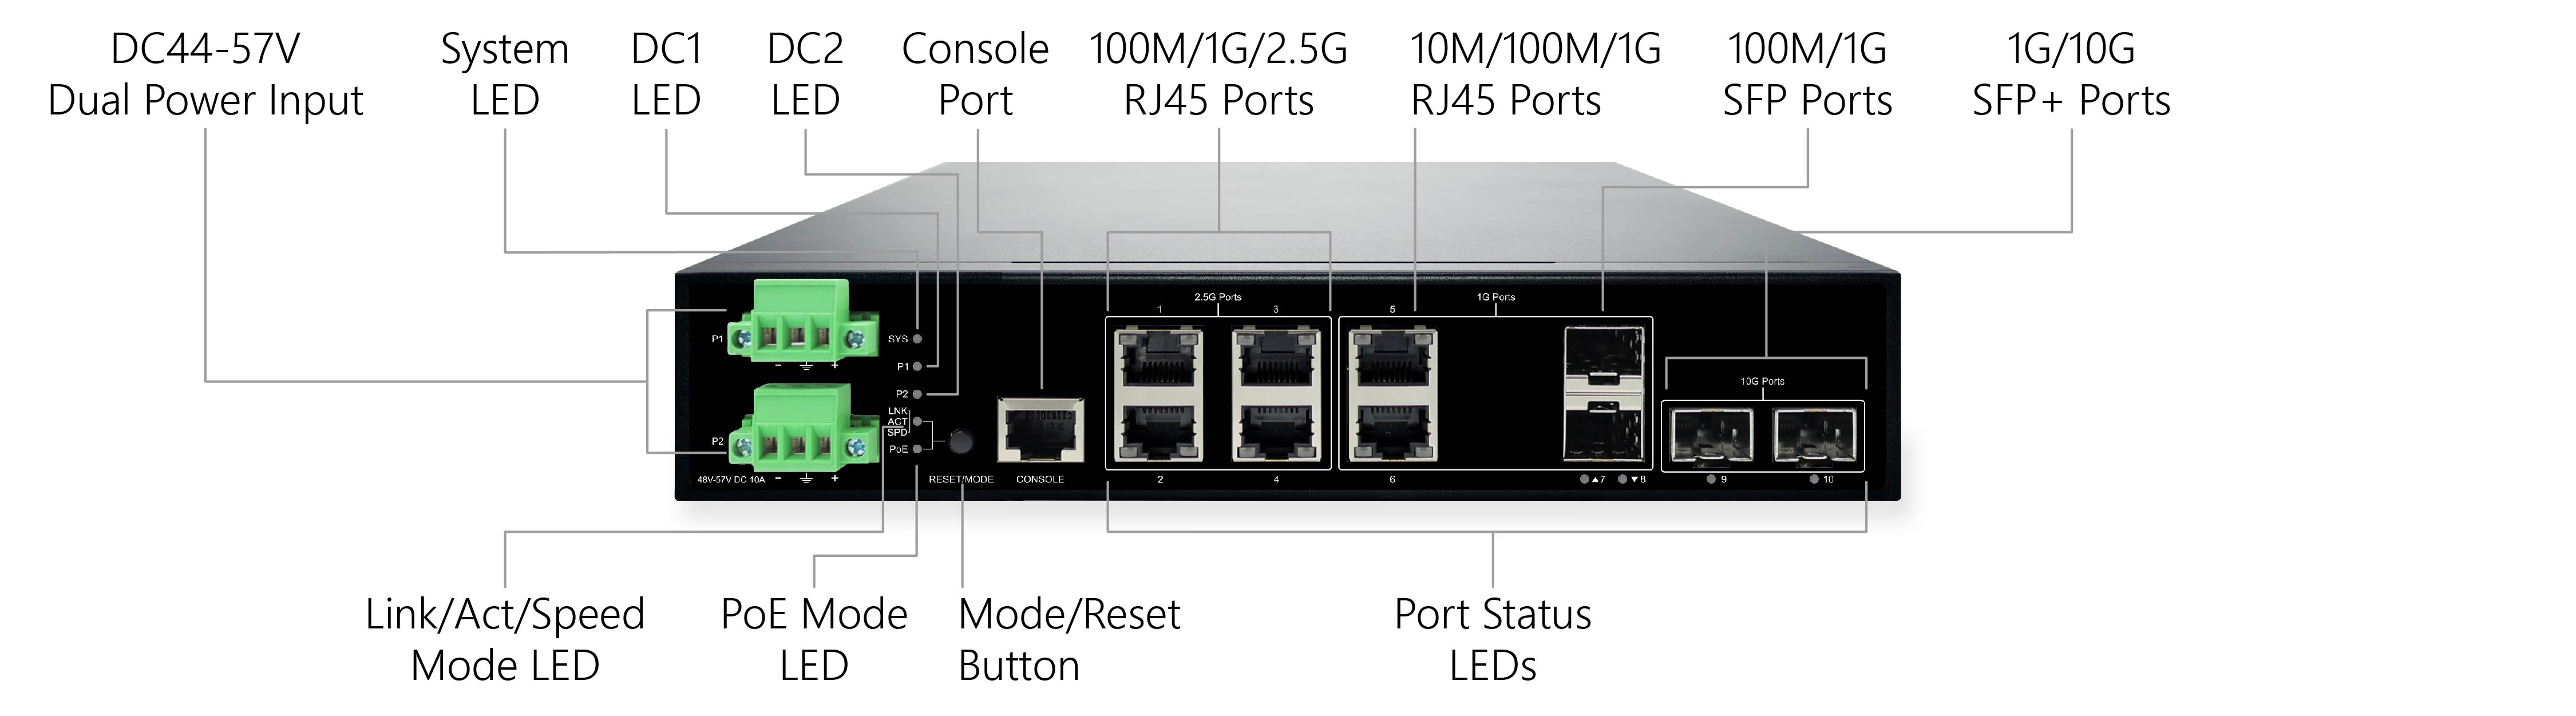 DC44-57V
Dual Power Input
System
LED
DC1
LED
DC2
LED
Console
Port
100M/1G/2.5G
RJ45 Ports
10M/100M/1G
RJ45 Ports
100M/1G
SFP Ports
1G/10G
SFP+ Ports
2.5G Ports
1G Ports
1
3
5
P1
- +
SYS
P1
P2
LNK
ACT
SPD
PoE
10G Ports
P2
48V-57V DC 10A - +
RESET/MODE
CONSOLE
2
4
6
▲7
▼8
9
10
Link/Act/Speed
Mode LED
PoE Mode
LED
Mode/Reset
Button
Port Status
LEDs